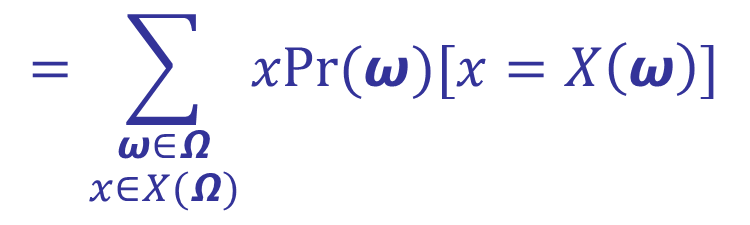 = ∑ xPr(ω)[x = X(ω)]
ω∈Ω
x∈X(Ω)